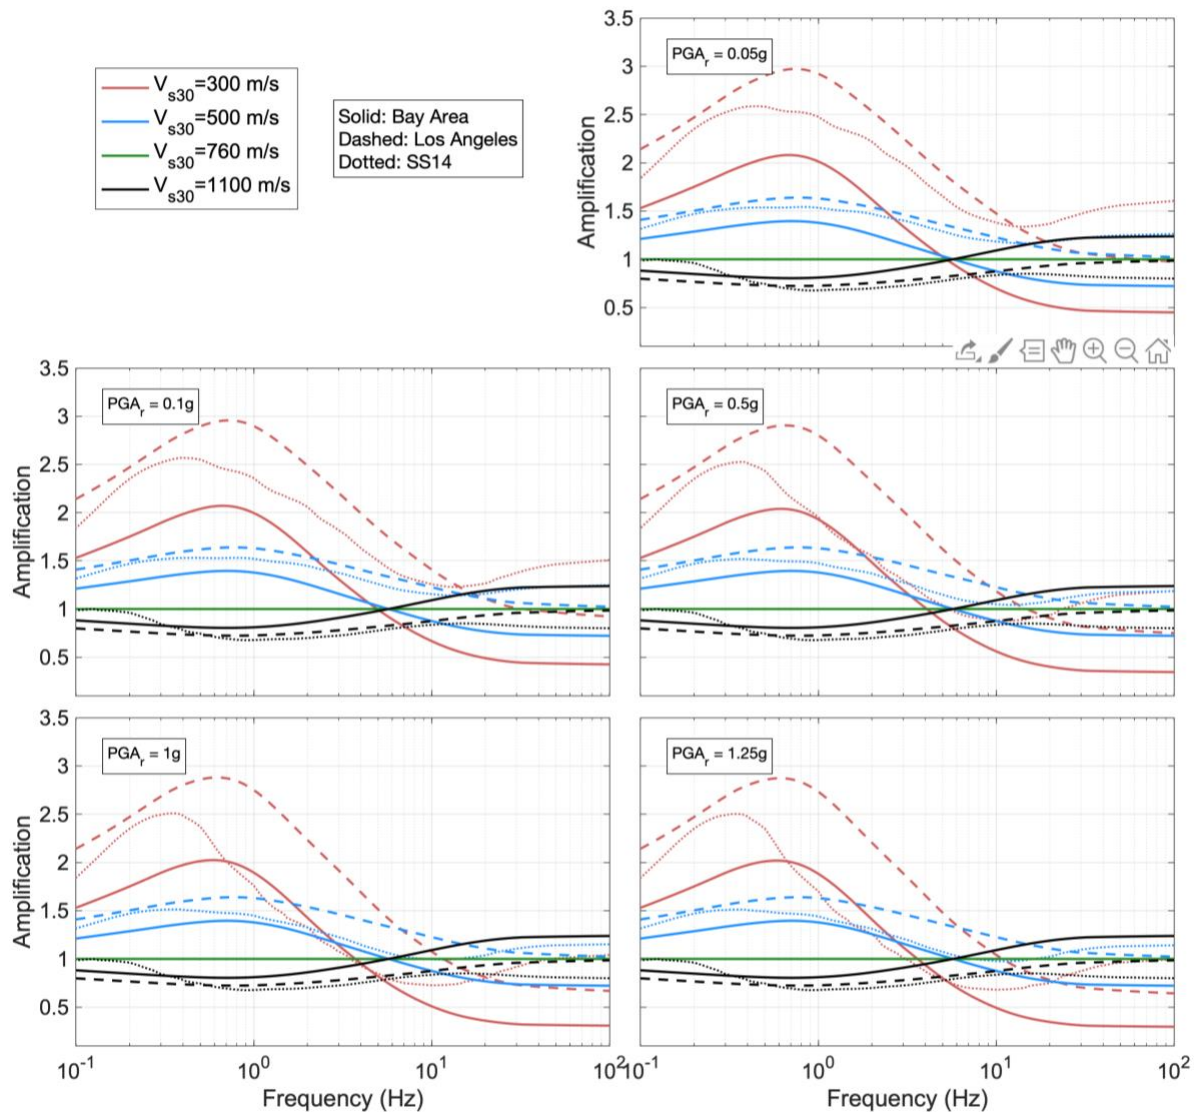 V_s30=300 m/s
V_s30=500 m/s
V_s30=760 m/s
V_s30=1100 m/s
Solid: Bay Area
Dashed: Los Angeles
Dotted: SS14
3.5
3
2.5
2
1.5
1
0.5
Amplification
PGA_r = 0.05g
3.5
3
2.5
2
1.5
1
0.5
Amplification
PGA_r = 0.1g
PGA_r = 0.5g
3.5
3
2.5
2
1.5
1
0.5
Amplification
PGA_r = 1g
PGA_r = 1.25g
10^-1 10^0 10^1 10^2 10^-1 10^0 10^1 10^2
Frequency (Hz) Frequency (Hz)